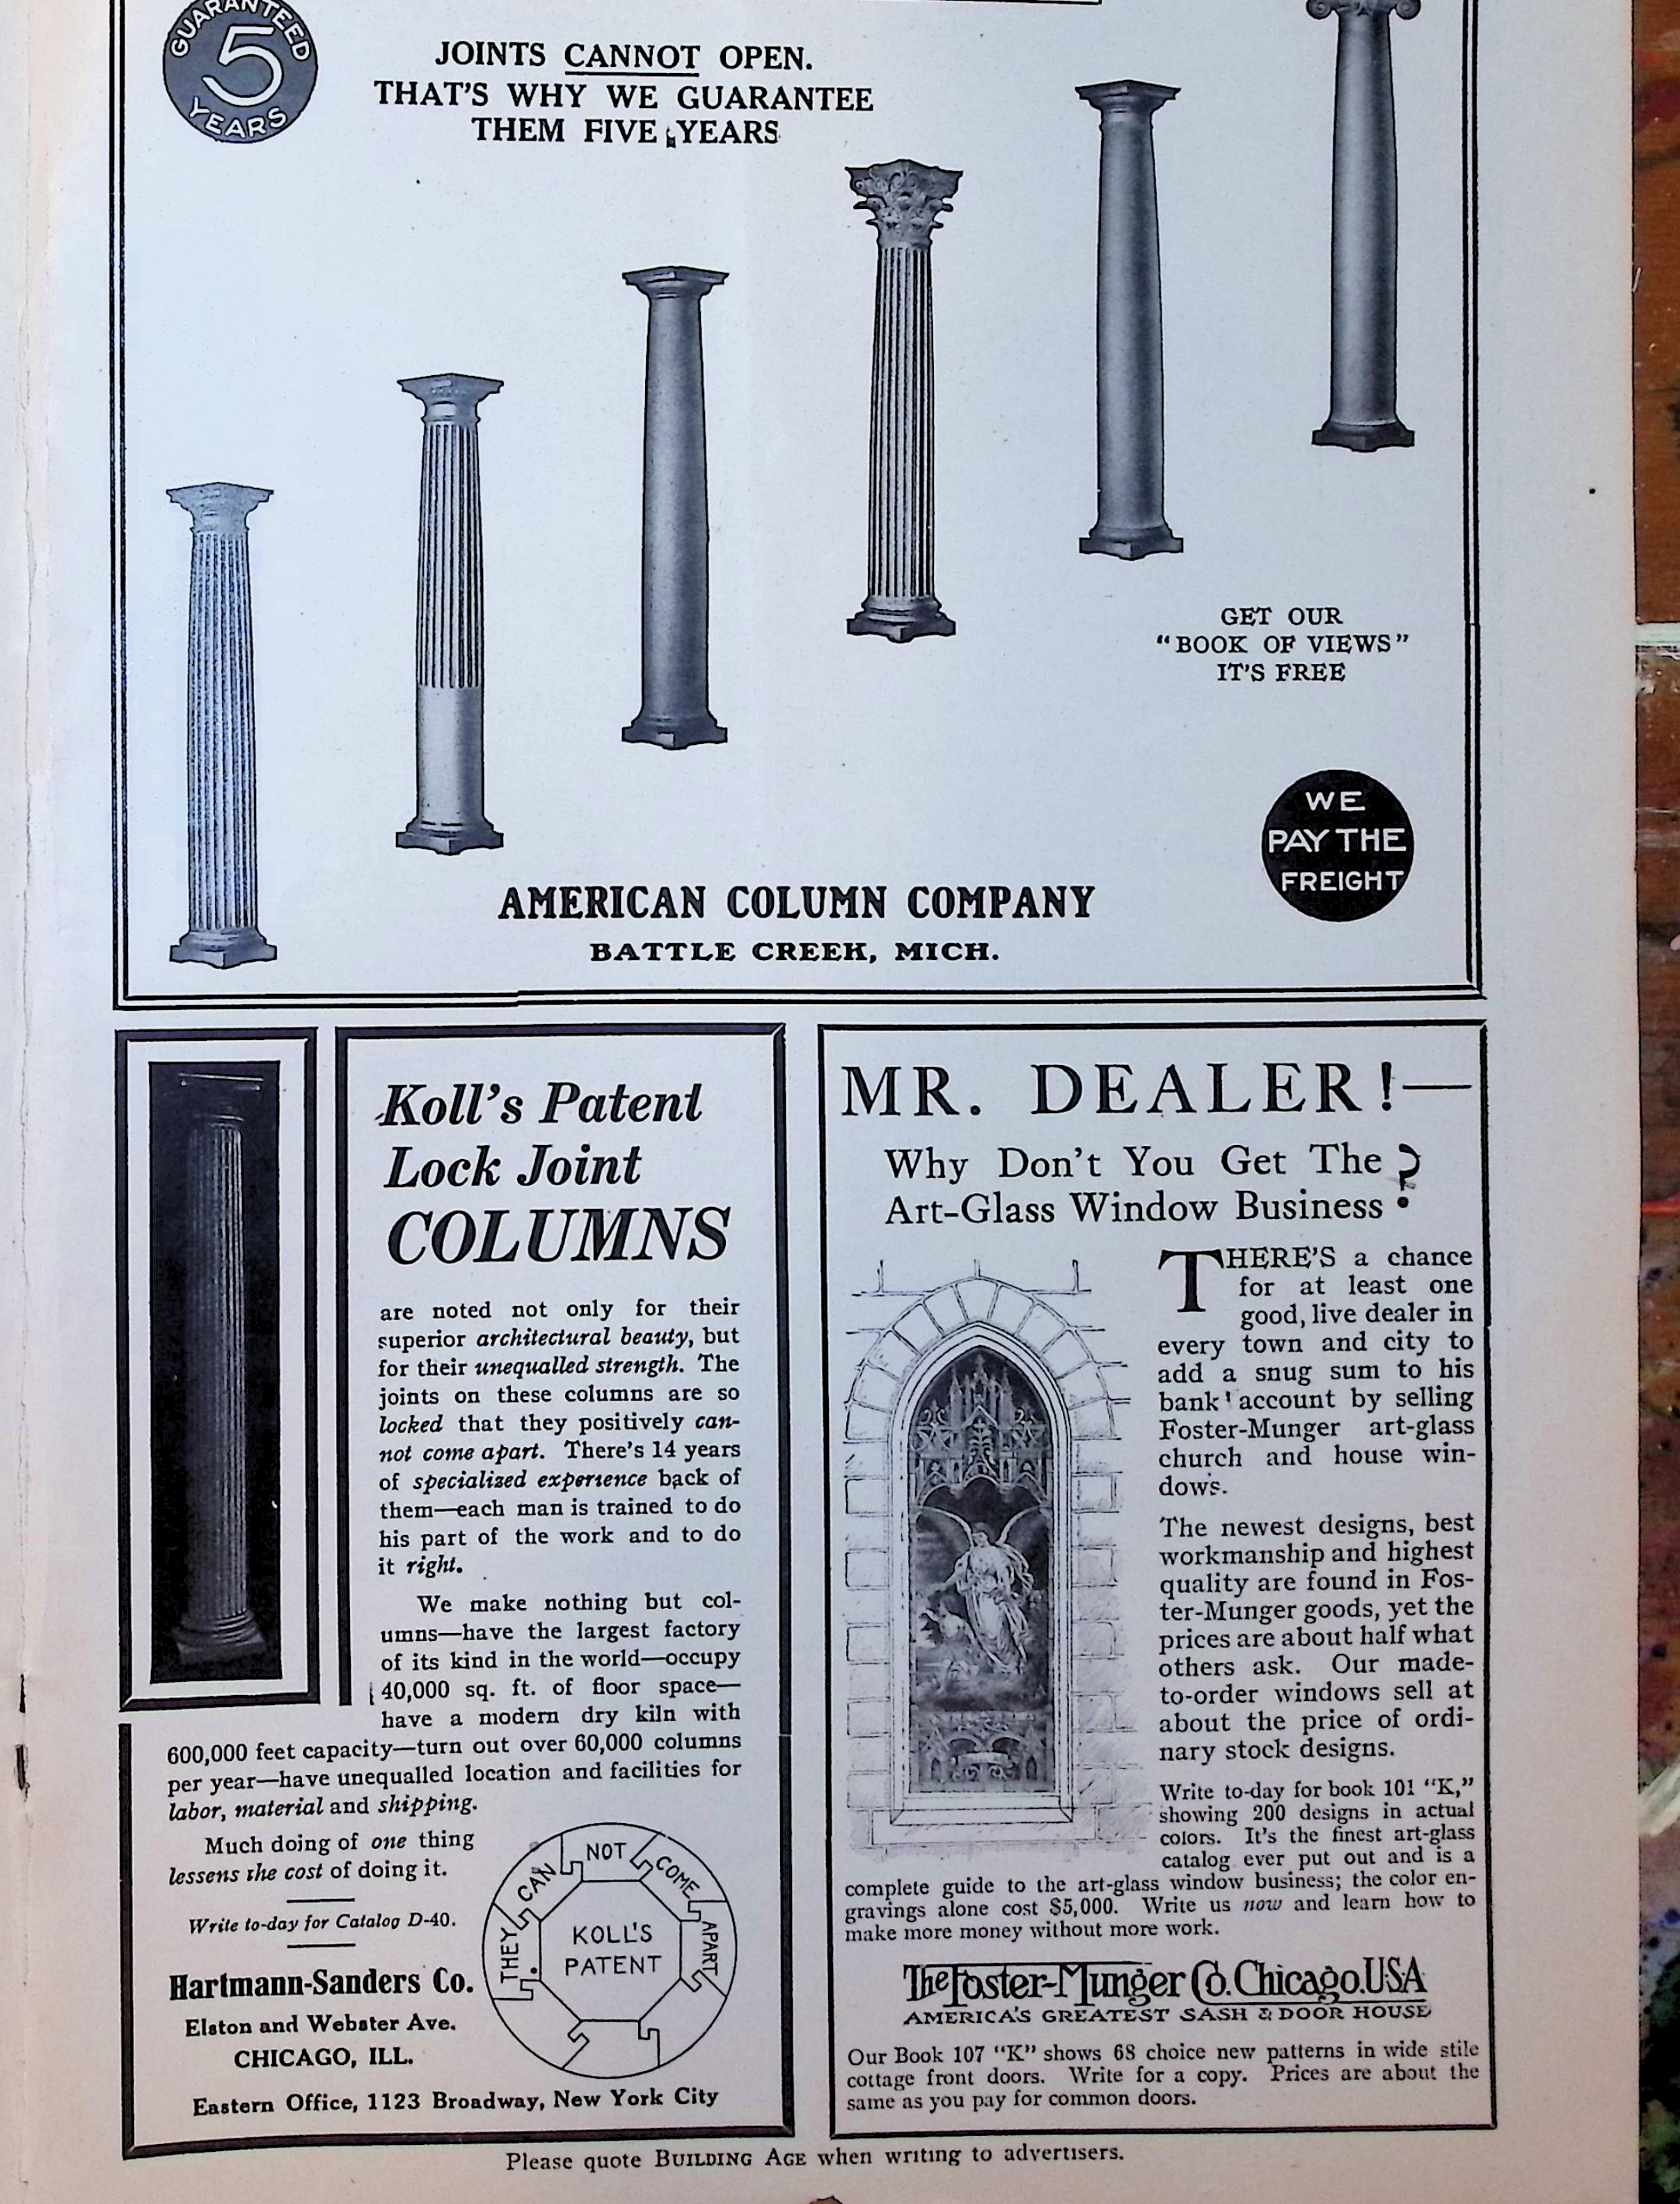 GUARANTEED
5
YEARS
JOINTS CANNOT OPEN.
THAT'S WHY WE GUARANTEE
THEM FIVE YEARS
GET OUR
"BOOK OF VIEWS"
IT'S FREE
WE
PAY THE
FREIGHT
AMERICAN COLUMN COMPANY
BATTLE CREEK, MICH.
Koll's Patent
Lock Joint
COLUMNS
are noted not only for their
superior architectural beauty, but
for their unequalled strength. The
joints on these columns are so
locked that they positively can-
not come apart. There's 14 years
of specialized experience back of
them—each man is trained to do
his part of the work and to do
it right.
We make nothing but col-
umns—have the largest factory
of its kind in the world—occupy
40,000 sq. ft. of floor space—
have a modern dry kiln with
600,000 feet capacity—turn out over 60,000 columns
per year—have unequalled location and facilities for
labor, material and shipping.
Much doing of one thing
lessens the cost of doing it.
Write to-day for Catalog D-40.
Hartmann-Sanders Co.
Elston and Webster Ave.
CHICAGO, ILL.
Eastern Office, 1123 Broadway, New York City
THEY CAN NOT COME APART
KOLL'S
PATENT
MR. DEALER!—
Why Don't You Get The
Art-Glass Window Business?
THERE'S a chance
for at least one
good, live dealer in
every town and city to
add a snug sum to his
bank account by selling
Foster-Munger art-glass
church and house win-
dows.
The newest designs, best
workmanship and highest
quality are found in Fos-
ter-Munger goods, yet the
prices are about half what
others ask. Our made-
to-order windows sell at
about the price of ordi-
nary stock designs.
Write to-day for book 101 "K,"
showing 200 designs in actual
colors. It's the finest art-glass
catalog ever put out and is a
complete guide to the art-glass window business; the color en-
gravings alone cost $5,000. Write us now and learn how to
make more money without more work.
The Foster-Munger Co. Chicago. USA
AMERICA'S GREATEST SASH & DOOR HOUSE
Our Book 107 "K" shows 68 choice new patterns in wide stile
cottage front doors. Write for a copy. Prices are about the
same as you pay for common doors.
Please quote BUILDING AGE when writing to advertisers.